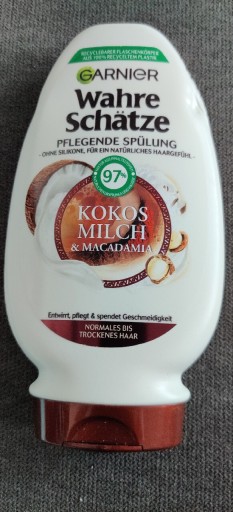 RECYCELBARER FLASCHENKÖRPER
AUS 100% RECYCELTEM PLASTIK
GARNIER
Wahre
Schätze
PFLEGENDE SPÜLUNG
- OHNE SILIKONE, FÜR EIN NATÜRLICHES HAARGEFÜHL -
97%
KOKOS
MILCH
& MACADAMIA
Entwirrt, pflegt & spendet Geschmeidigkeit
NORMALES BIS
TROCKENES HAAR